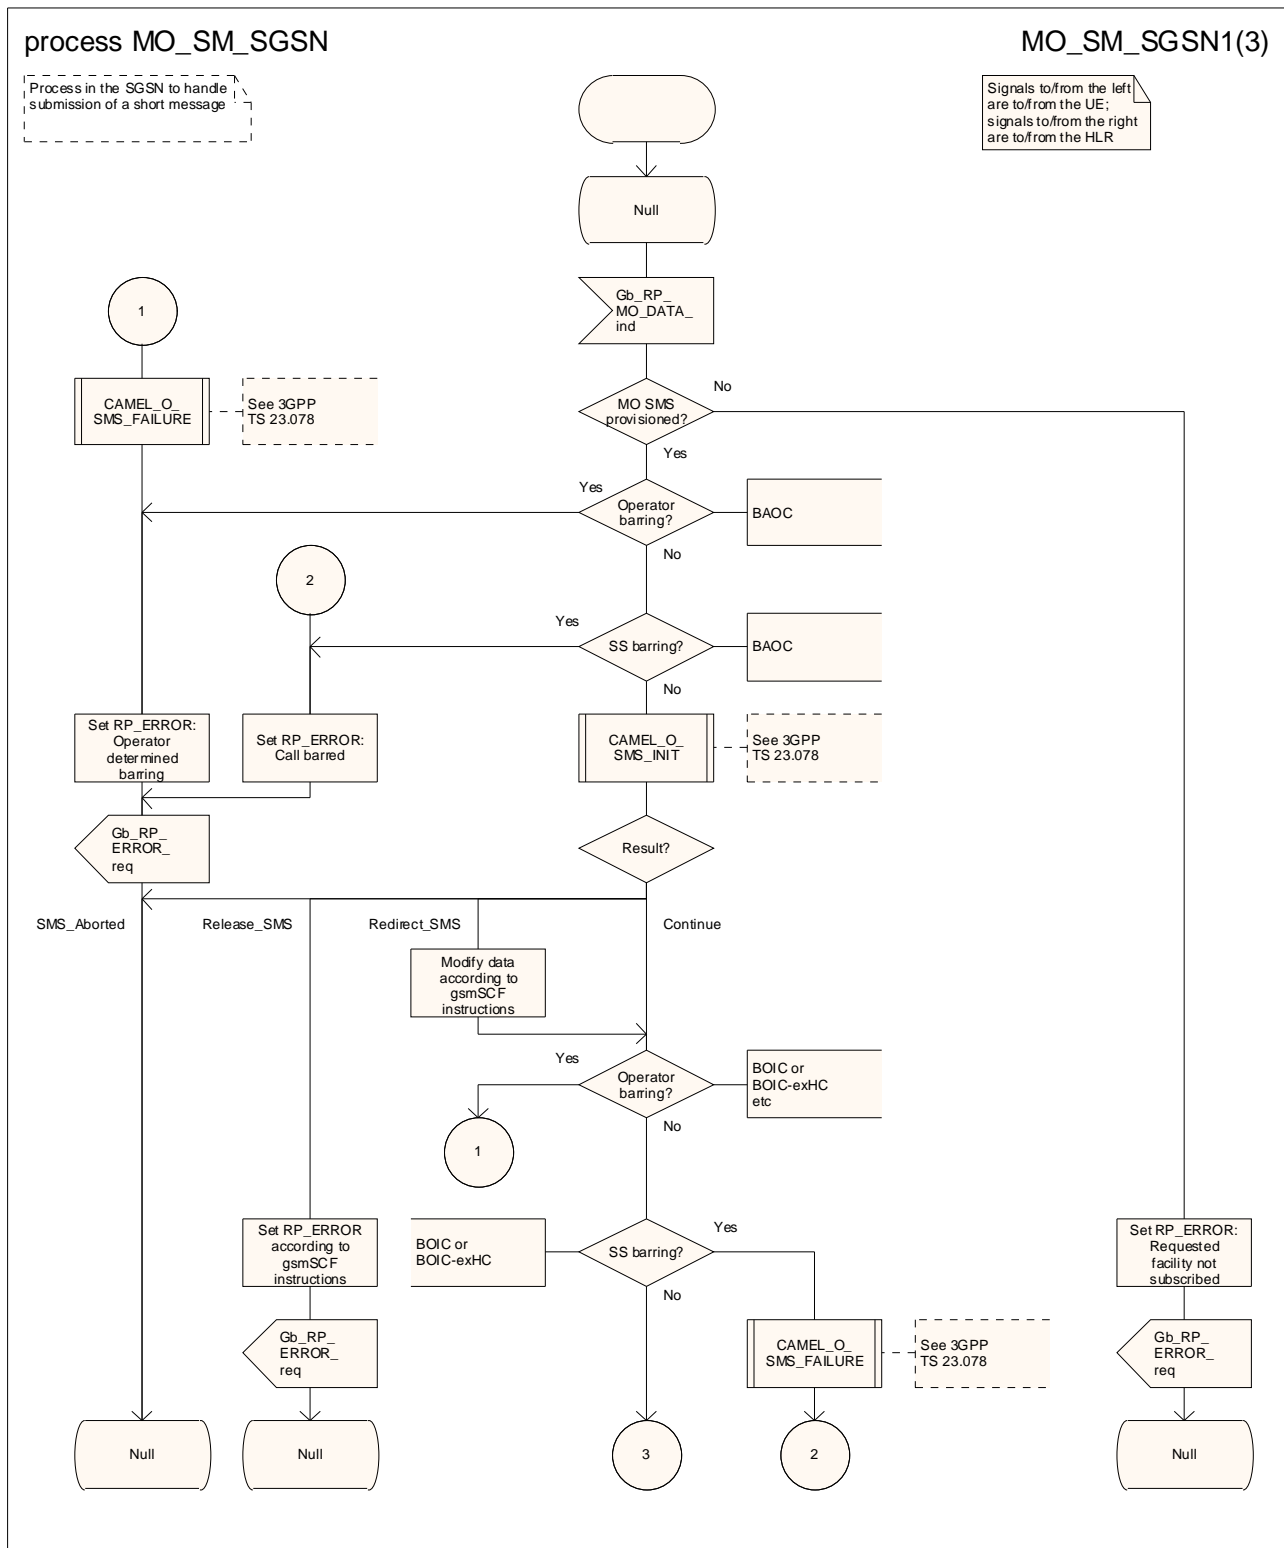 process MO_SM_SGSN
MO_SM_SGSN1(3)
Process in the SGSN to handle
submission of a short message
Signals to/from the left
are to/from the UE;
signals to/from the right
are to/from the HLR
Null
Gb_RP_
MO_DATA_
ind
1
No
MO SMS
provisioned?
CAMEL_O_
SMS_FAILURE
See 3GPP
TS 23.078
Yes
Yes
Operator
barring?
BAOC
No
2
Yes
SS barring?
BAOC
No
Set RP_ERROR:
Operator
determined
barring
Set RP_ERROR:
Call barred
CAMEL_O_
SMS_INIT
See 3GPP
TS 23.078
Gb_RP_
ERROR_
req
Result?
SMS_Aborted
Release_SMS
Redirect_SMS
Continue
Modify data
according to
gsmSCF
instructions
Yes
Operator
barring?
BOIC or
BOIC-exHC
etc
No
1
Set RP_ERROR
according to
gsmSCF
instructions
BOIC or
BOIC-exHC
SS barring?
Yes
Set RP_ERROR:
Requested
facility not
subscribed
No
Gb_RP_
ERROR_
req
CAMEL_O_
SMS_FAILURE
See 3GPP
TS 23.078
Gb_RP_
ERROR_
req
Null
Null
3
2
Null